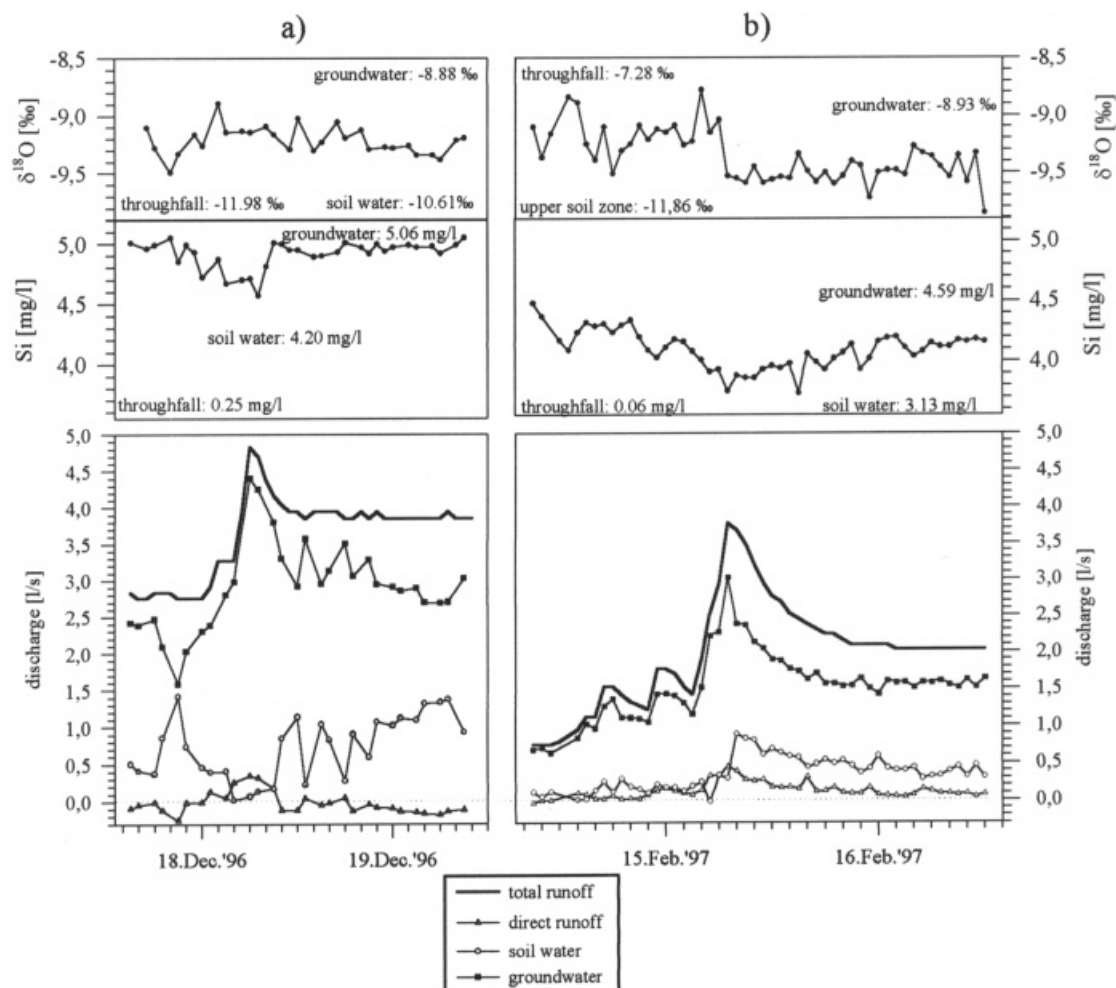 a)
b)
-8,5
-9,0
-9,5
δ¹⁸O [‰]
groundwater: -8.88 ‰
throughfall: -11.98 ‰
soil water: -10.61‰
throughfall: -7.28 ‰
groundwater: -8.93 ‰
upper soil zone: -11,86 ‰
-8,5
-9,0
-9,5
δ¹⁸O [‰]
5,0
4,5
4,0
Si [mg/l]
groundwater: 5.06 mg/l
soil water: 4.20 mg/l
throughfall: 0.25 mg/l
groundwater: 4.59 mg/l
throughfall: 0.06 mg/l
soil water: 3.13 mg/l
5,0
4,5
4,0
Si [mg/l]
5,0
4,5
4,0
3,5
3,0
2,5
2,0
1,5
1,0
0,5
0,0
discharge [l/s]
5,0
4,5
4,0
3,5
3,0
2,5
2,0
1,5
1,0
0,5
0,0
discharge [l/s]
18.Dec.'96
19.Dec.'96
15.Feb.'97
16.Feb.'97
total runoff
direct runoff
soil water
groundwater